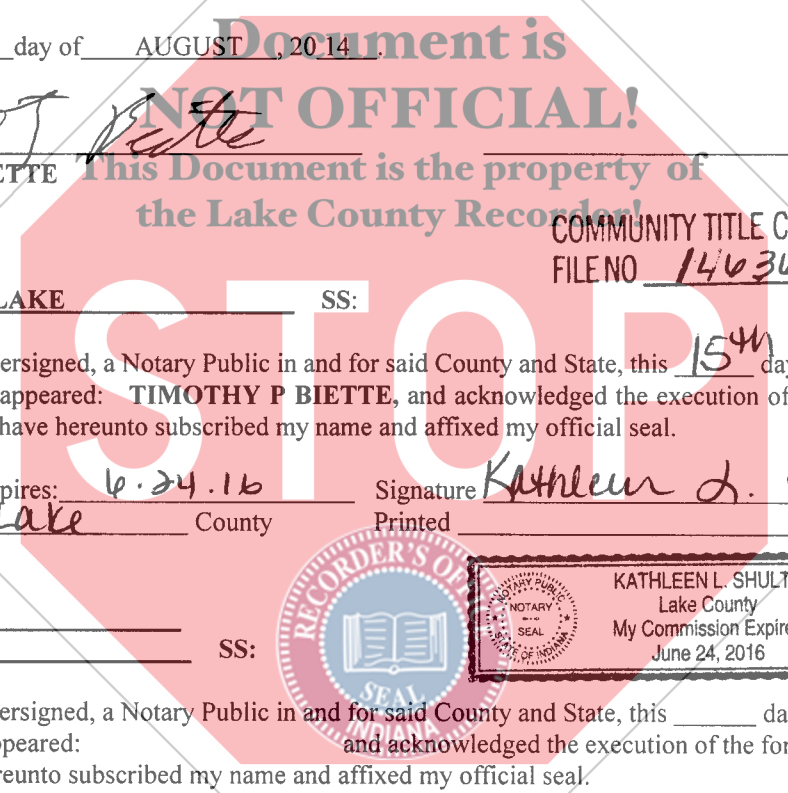 day of AUGUST , 20 14 .
Document is
NOT OFFICIAL!
T Biette
ETTE
This Document is the property of
the Lake County Recorder!
COMMUNITY TITLE C
FILE NO 14636
LAKE SS:
STOP
ersigned, a Notary Public in and for said County and State, this 15th day
appeared: TIMOTHY P BIETTE, and acknowledged the execution of
have hereunto subscribed my name and affixed my official seal.
pires: 6.24.16 Signature Kathleen L.
Lake County Printed
RECORDER'S OF
SEAL
INDIANA
NOTARY PUBLIC
NOTARY
SEAL
STATE OF INDIANA
KATHLEEN L. SHULT
Lake County
My Commission Expire
June 24, 2016
SS:
ersigned, a Notary Public in and for said County and State, this ______ da
ppeared: and acknowledged the execution of the for
reunto subscribed my name and affixed my official seal.